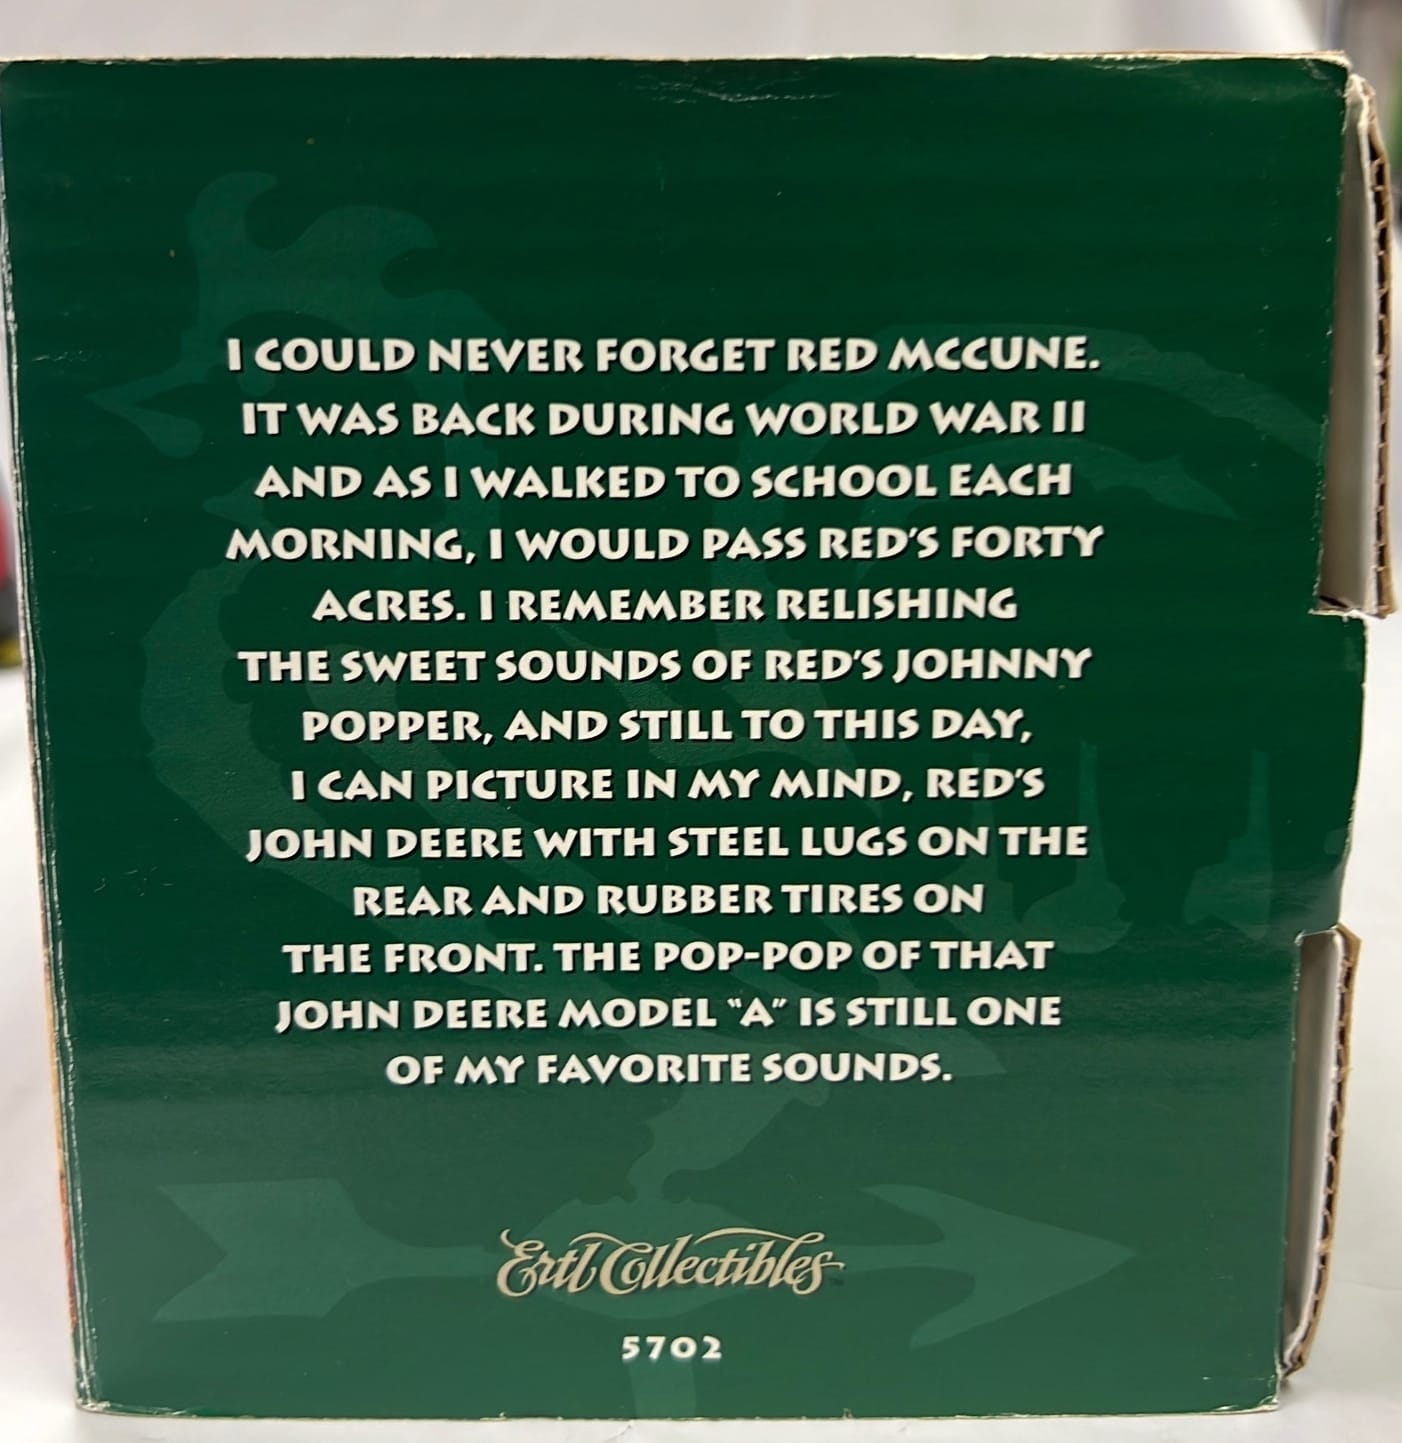 I COULD NEVER FORGET RED MCCUNE.
IT WAS BACK DURING WORLD WAR II
AND AS I WALKED TO SCHOOL EACH
MORNING, I WOULD PASS RED'S FORTY
ACRES. I REMEMBER RELISHING
THE SWEET SOUNDS OF RED'S JOHNNY
POPPER, AND STILL TO THIS DAY,
I CAN PICTURE IN MY MIND, RED'S
JOHN DEERE WITH STEEL LUGS ON THE
REAR AND RUBBER TIRES ON
THE FRONT. THE POP-POP OF THAT
JOHN DEERE MODEL "A" IS STILL ONE
OF MY FAVORITE SOUNDS.
Ertl Collectibles
5702